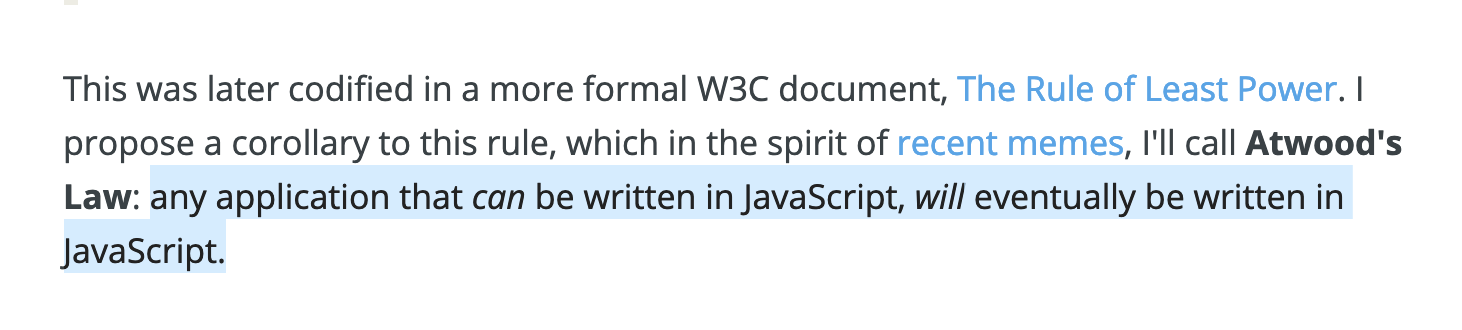 This was later codified in a more formal W3C document, The Rule of Least Power. I
propose a corollary to this rule, which in the spirit of recent memes, I'll call Atwood's
Law: any application that can be written in JavaScript, will eventually be written in
JavaScript.